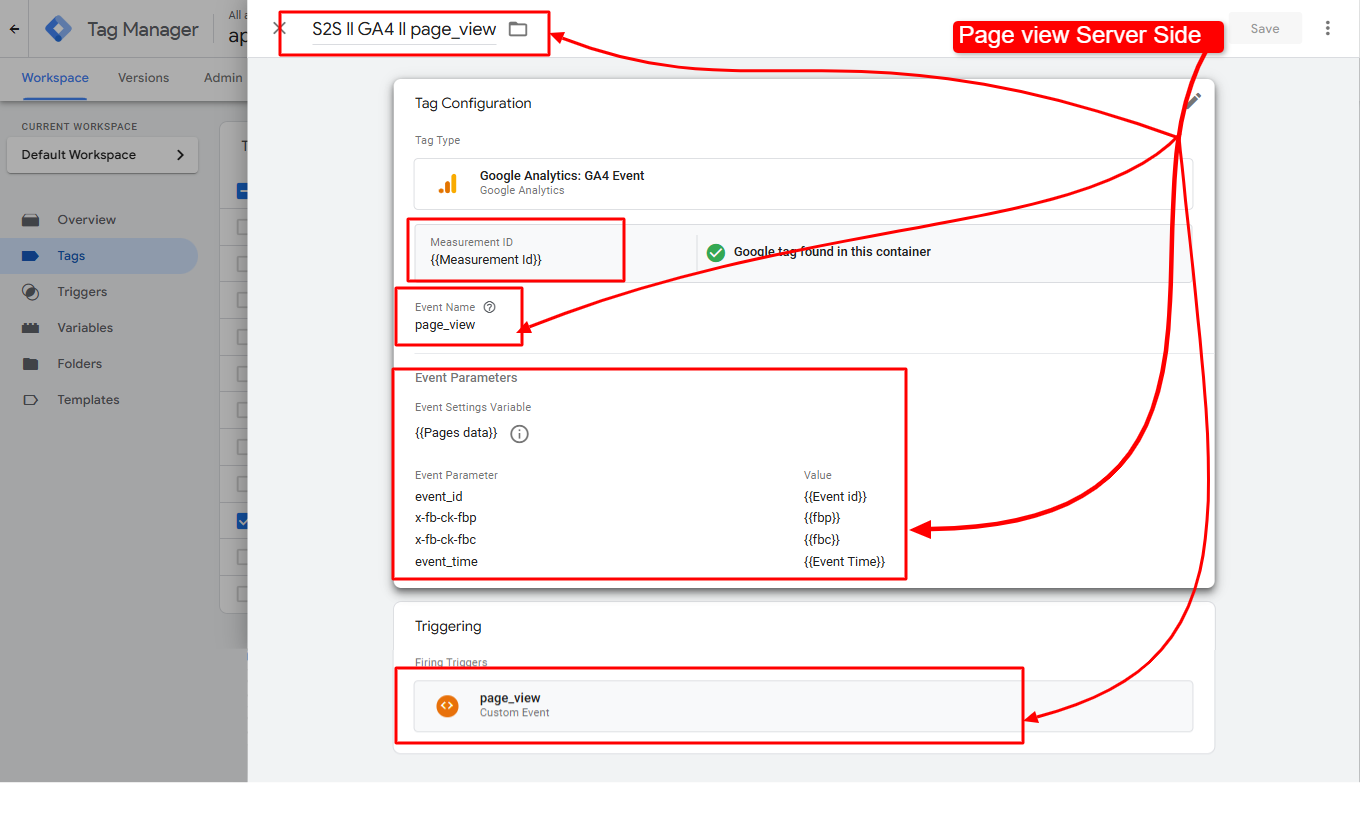 Tag Manager
All a
ap
S2S ll GA4 ll page_view
Page view Server Side
Save
Workspace
Versions
Admin
CURRENT WORKSPACE
Default Workspace
T
Overview
Tags
Triggers
Variables
Folders
Templates
Tag Configuration
Tag Type
Google Analytics: GA4 Event
Google Analytics
Measurement ID
{{Measurement Id}}
Google tag found in this container
Event Name
page_view
Event Parameters
Event Settings Variable
{{Pages data}}
Event Parameter Value
event_id {{Event id}}
x-fb-ck-fbp {{fbp}}
x-fb-ck-fbc {{fbc}}
event_time {{Event Time}}
Triggering
Firing Triggers
page_view
Custom Event